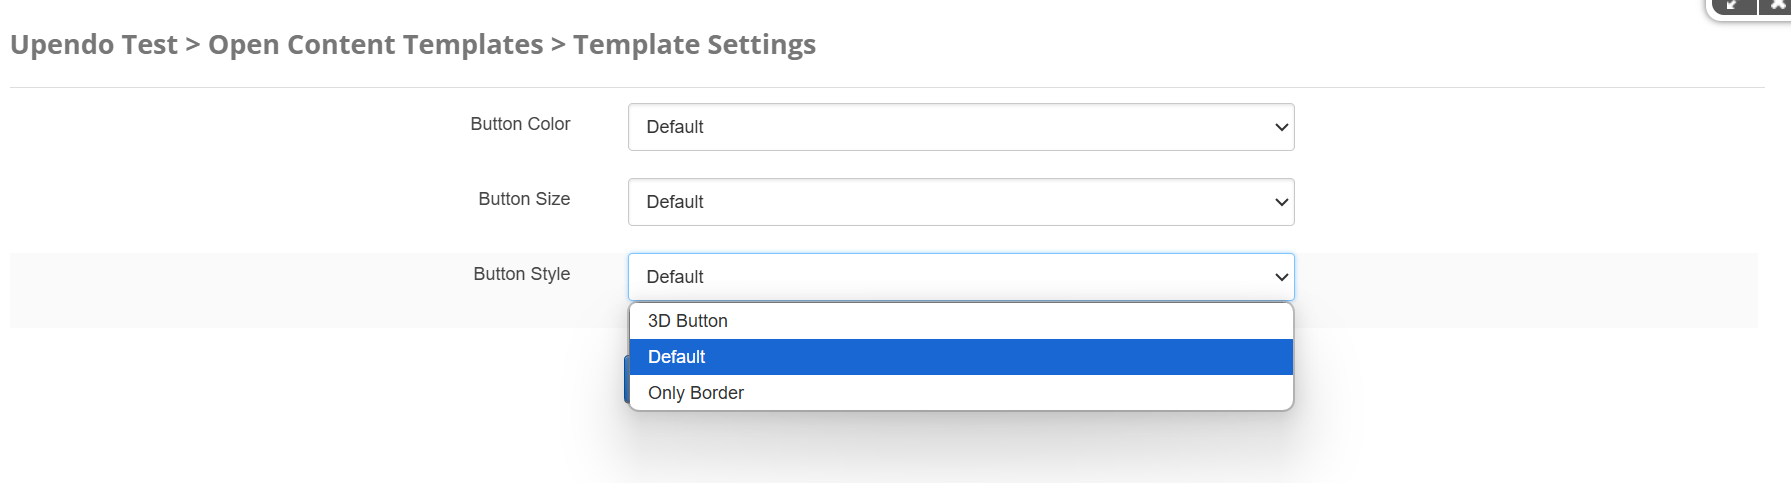 Upendo Test > Open Content Templates > Template Settings
Button Color
Default
Button Size
Default
Button Style
Default
3D Button
Default
Only Border